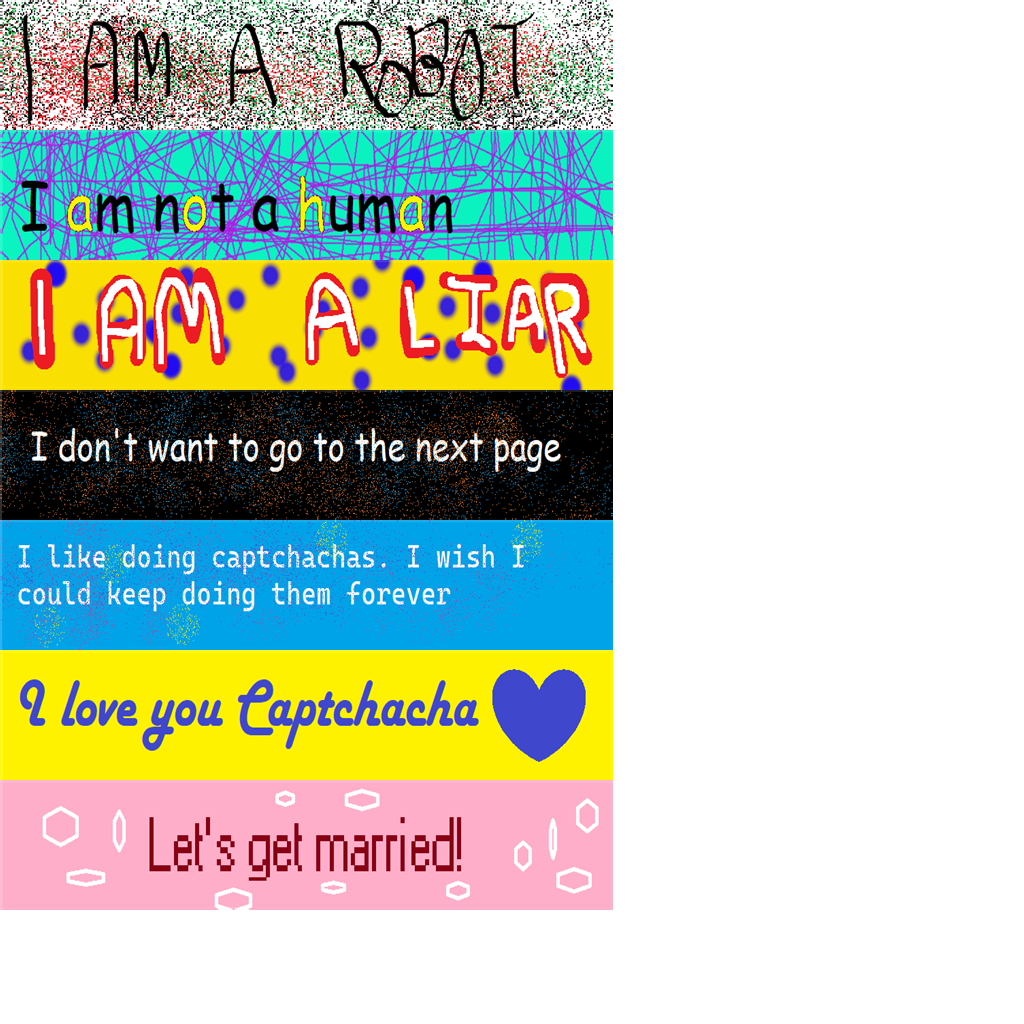 I AM A ROBOT
I am not a human
I AM A LIAR
I don't want to go to the next page
I like doing captchachas. I wish I
could keep doing them forever
I love you Captchacha
Let's get married!